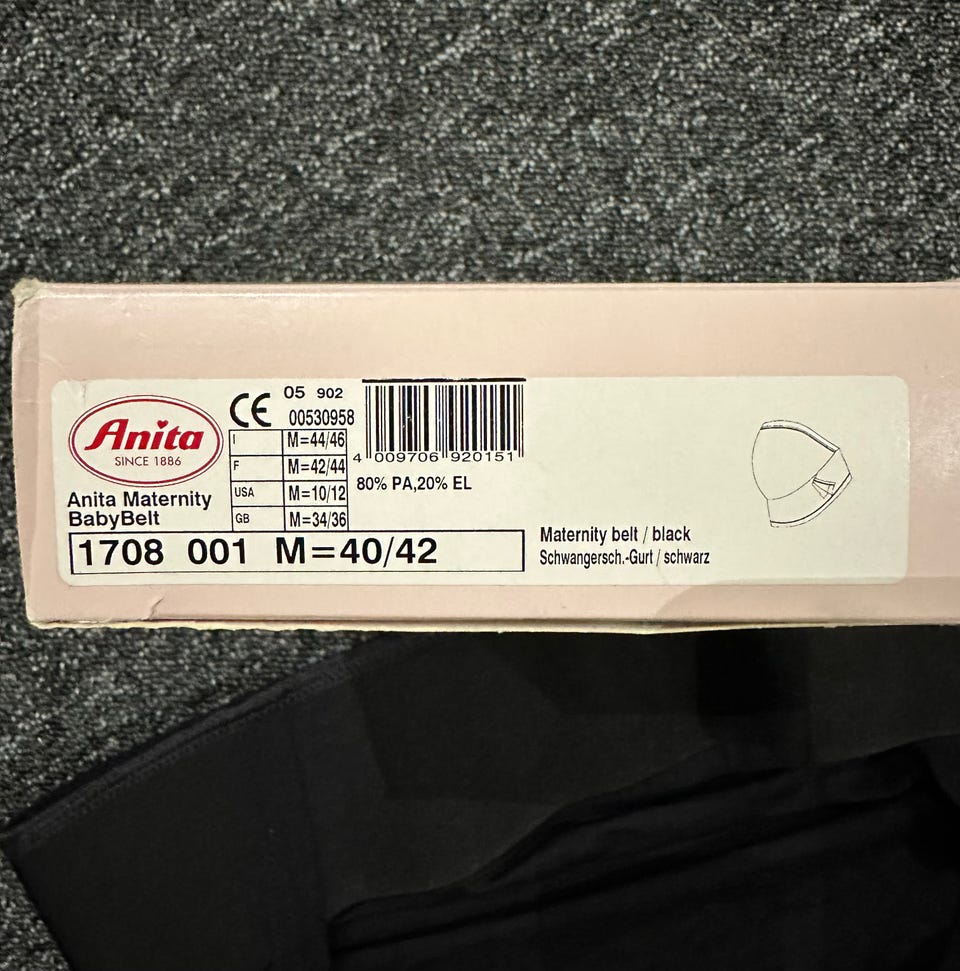 Anita
SINCE 1886
Anita Maternity
BabyBelt
CE 05 902
00530958
I M=44/46
F M=42/44
USA M=10/12
GB M=34/36
4 009706 920151
80% PA,20% EL
1708 001 M=40/42
Maternity belt / black
Schwangersch.-Gurt / schwarz